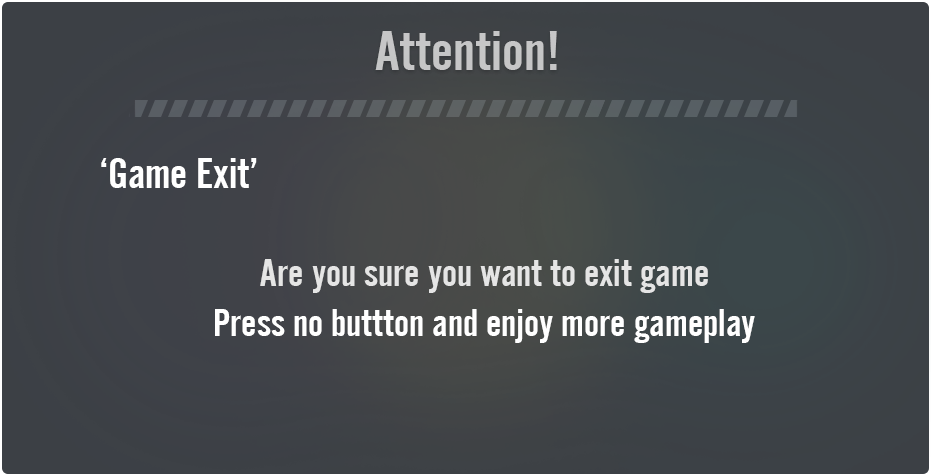 Attention!
‘Game Exit’
Are you sure you want to exit game
Press no buttton and enjoy more gameplay